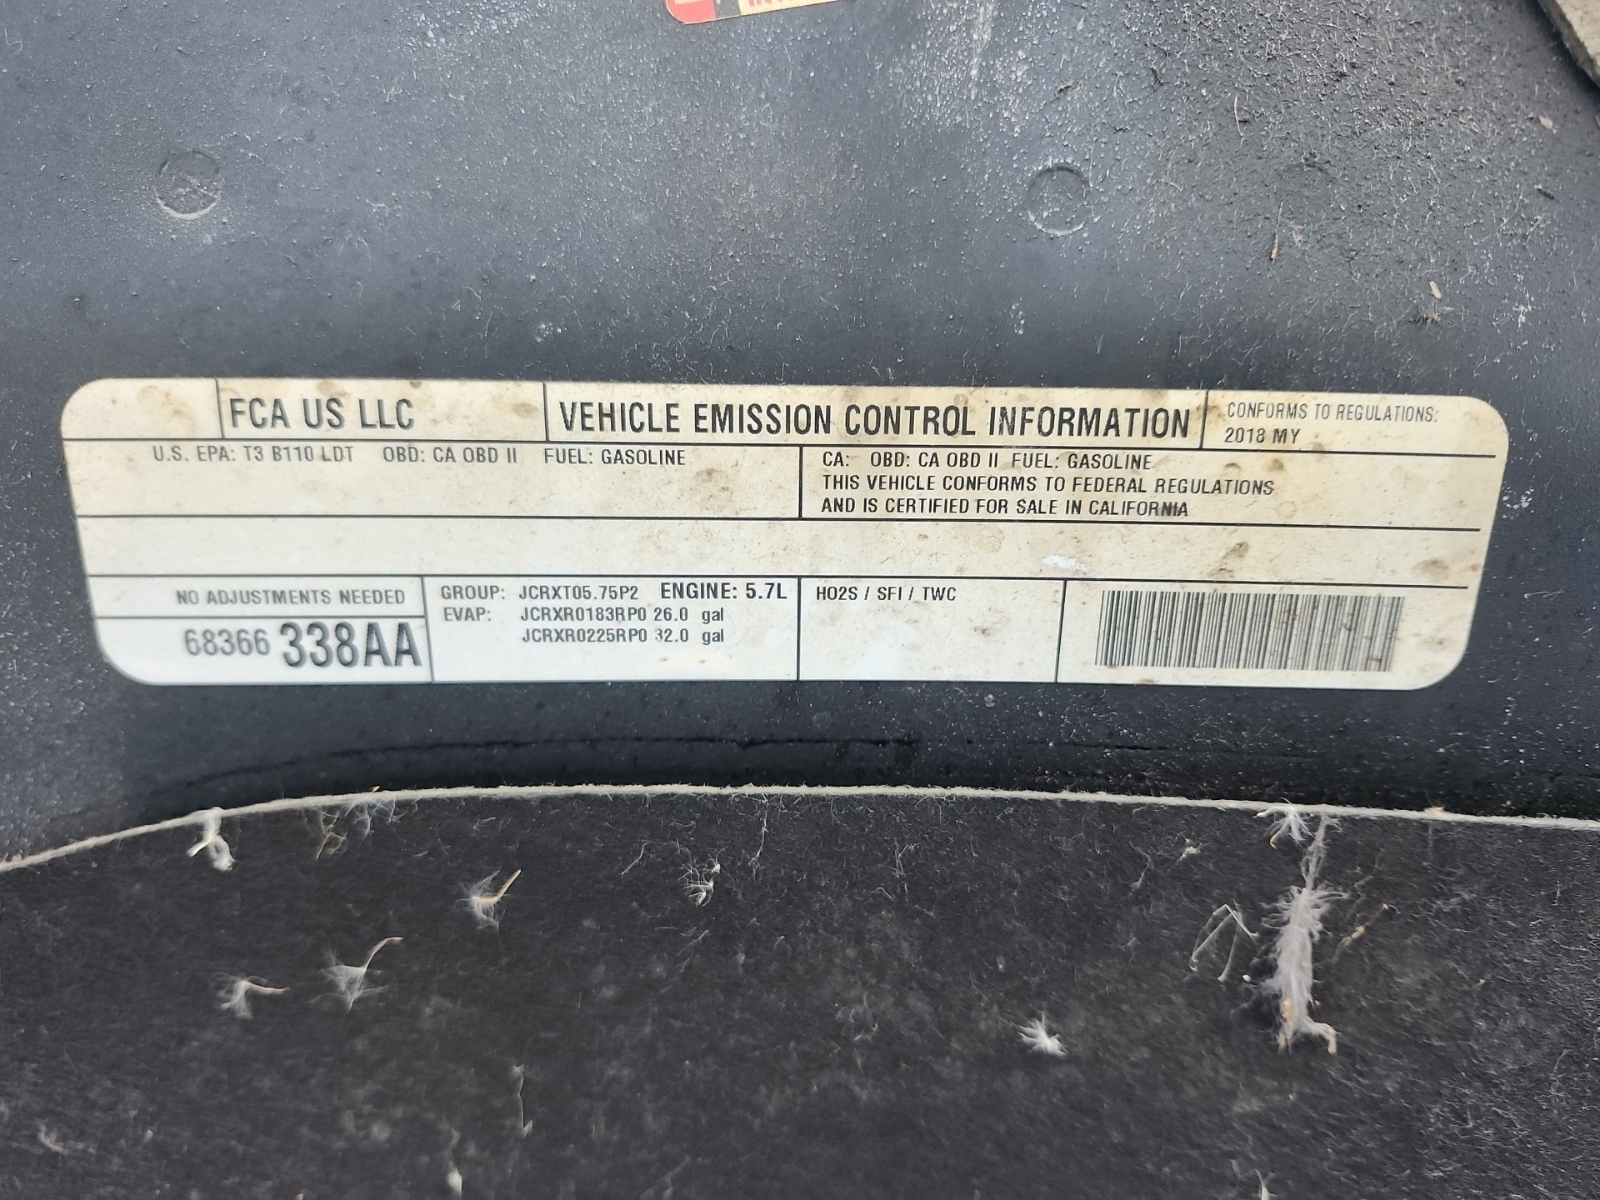 FCA US LLC
VEHICLE EMISSION CONTROL INFORMATION
CONFORMS TO REGULATIONS:
2018 MY
U.S. EPA: T3 B110 LDT OBD: CA OBD II FUEL: GASOLINE
CA: OBD: CA OBD II FUEL: GASOLINE
THIS VEHICLE CONFORMS TO FEDERAL REGULATIONS
AND IS CERTIFIED FOR SALE IN CALIFORNIA
NO ADJUSTMENTS NEEDED
68366 338AA
GROUP: JCRXT05.75P2 ENGINE: 5.7L
EVAP: JCRXR0183RP0 26.0 gal
JCRXR0225RP0 32.0 gal
HO2S / SFI / TWC